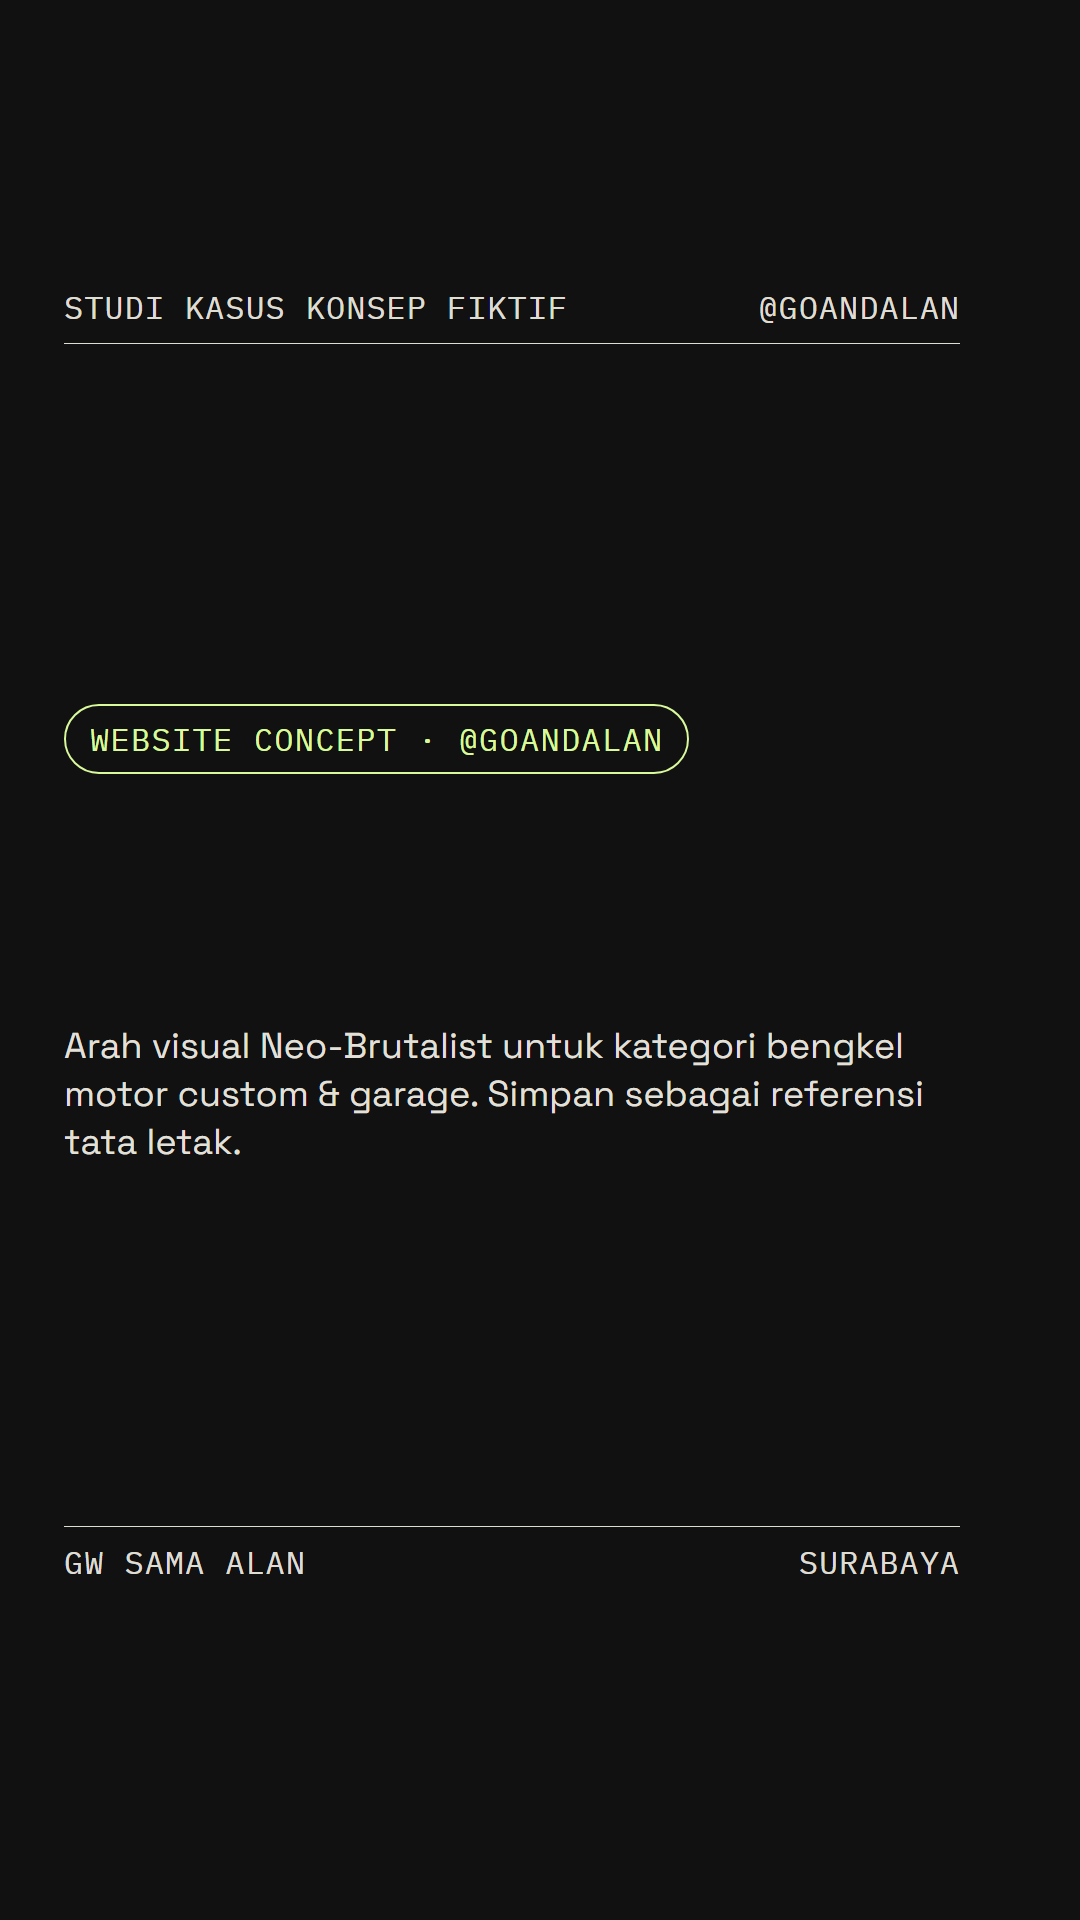 STUDI KASUS KONSEP FIKTIF @GOANDALAN
WEBSITE CONCEPT · @GOANDALAN
Arah visual Neo-Brutalist untuk kategori bengkel
motor custom & garage. Simpan sebagai referensi
tata letak.
GW SAMA ALAN SURABAYA